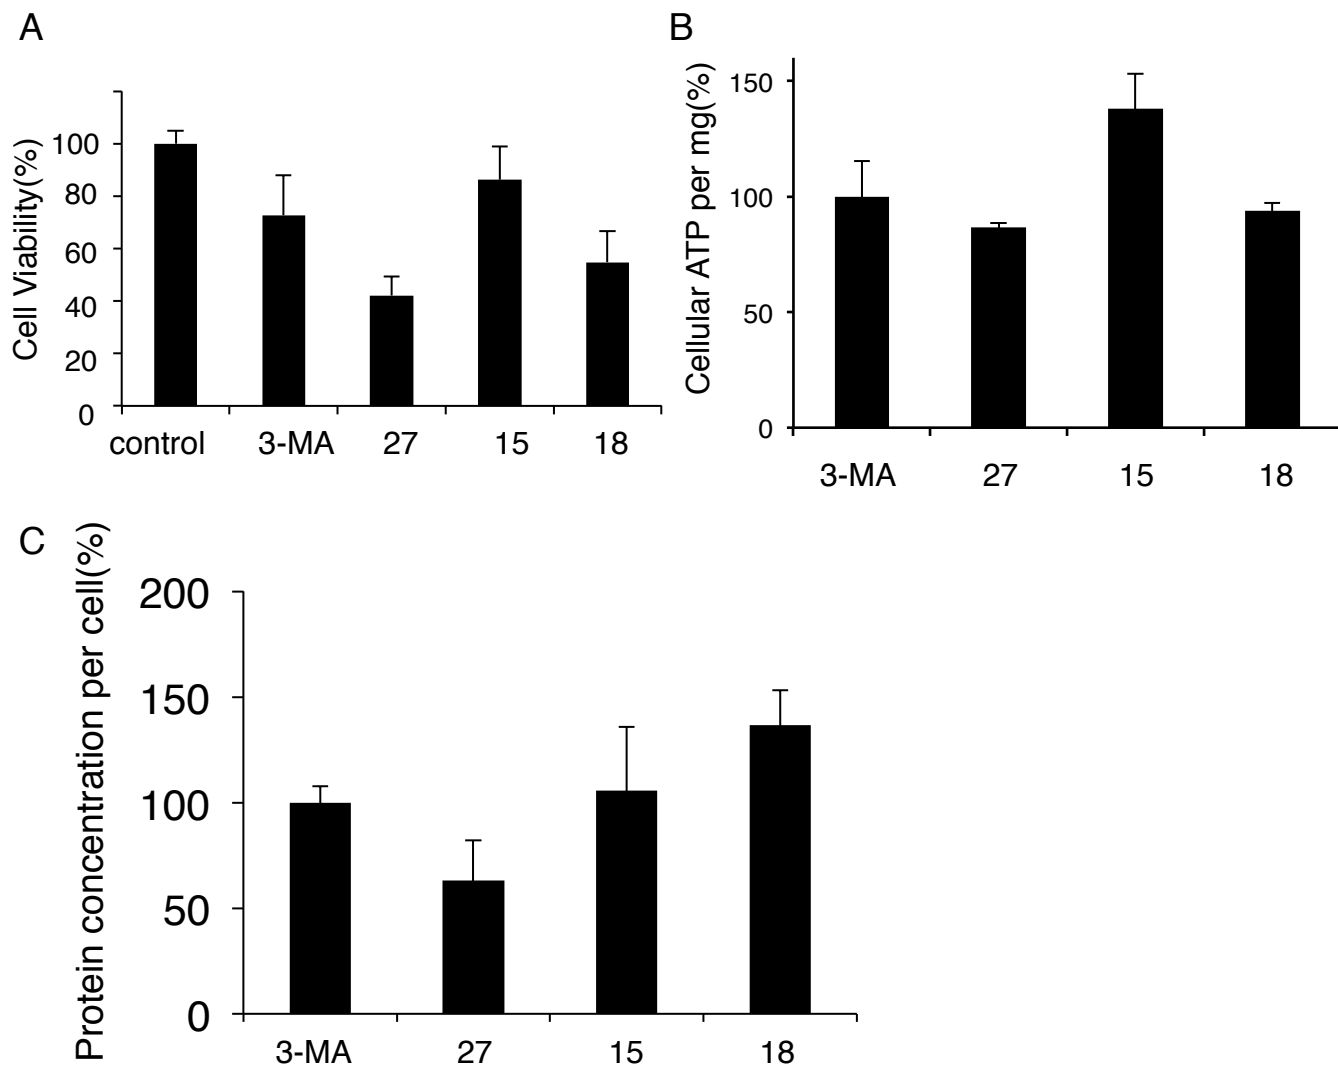 A
Cell Viability(%)
100
80
60
40
20
0
control 3-MA 27 15 18
B
Cellular ATP per mg(%)
150
100
50
0
3-MA 27 15 18
C
Protein concentration per cell(%)
200
150
100
50
0
3-MA 27 15 18